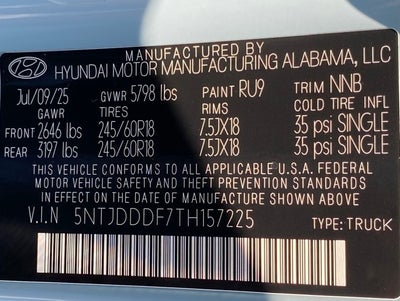 MANUFACTURED BY
HYUNDAI MOTOR MANUFACTURING ALABAMA, LLC
Jul/09/25 GVWR 5798 lbs PAINT RU9 TRIM NNB
GAWR TIRES RIMS COLD TIRE INFL
FRONT 2646 lbs 245/60R18 7.5JX18 35 psi SINGLE
REAR 3197 lbs 245/60R18 7.5JX18 35 psi SINGLE
THIS VEHICLE CONFORMS TO ALL APPLICABLE U.S.A. FEDERAL
MOTOR VEHICLE SAFETY AND THEFT PREVENTION STANDARDS
IN EFFECT ON THE DATE OF MANUFACTURE SHOWN ABOVE
V.I.N 5NTJDDDF7TH157225 TYPE: TRUCK